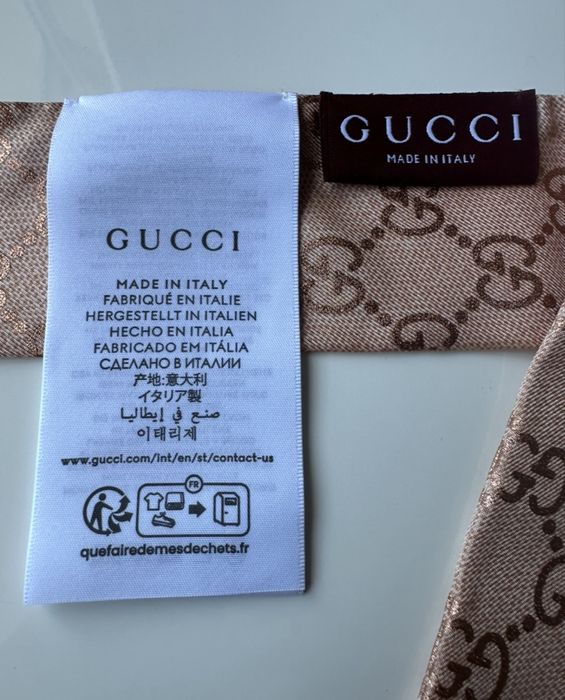 GUCCI
MADE IN ITALY
GUCCI
MADE IN ITALY
FABRIQUÉ EN ITALIE
HERGESTELLT IN ITALIEN
HECHO EN ITALIA
FABRICADO EM ITÁLIA
СДЕЛАНО В ИТАЛИИ
产地:意大利
イタリア製
صنع في إيطاليا
이태리제
www.gucci.com/int/en/st/contact-us
FR
quefairedemesdechets.fr